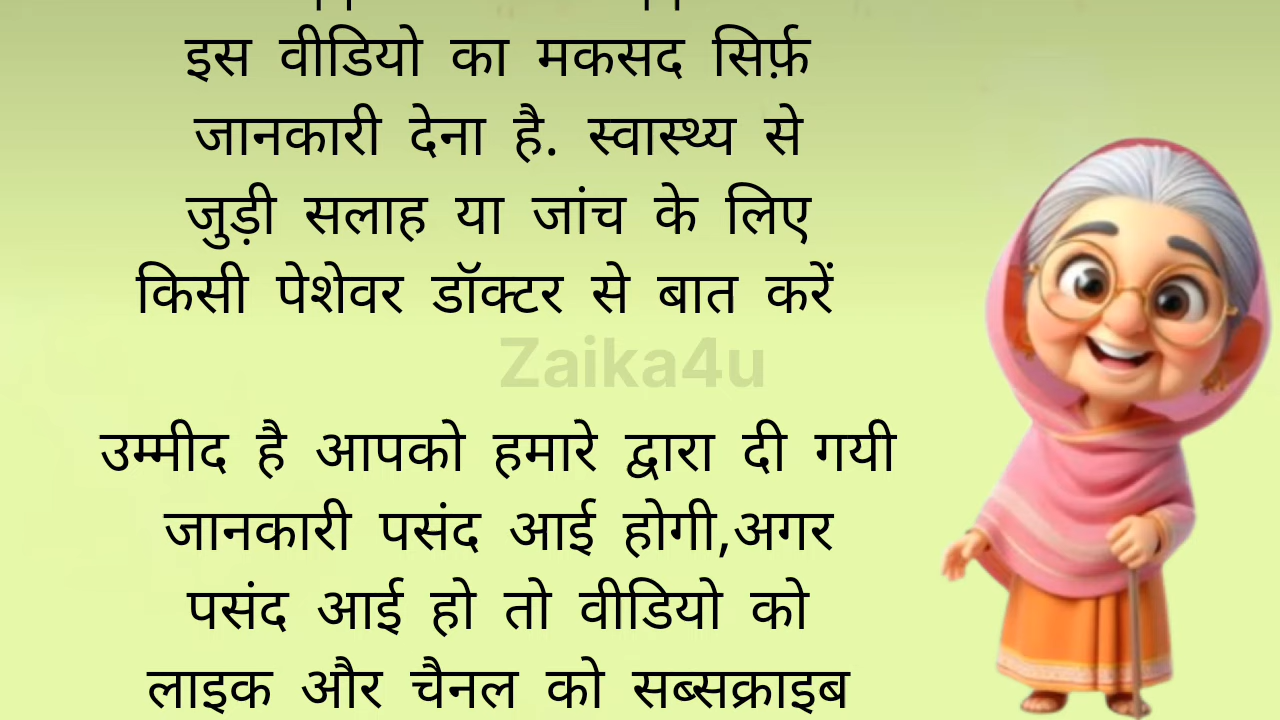 इस वीडियो का मकसद सिर्फ़
जानकारी देना है. स्वास्थ्य से
जुड़ी सलाह या जांच के लिए
किसी पेशेवर डॉक्टर से बात करें
Zaika4u
उम्मीद है आपको हमारे द्वारा दी गयी
जानकारी पसंद आई होगी,अगर
पसंद आई हो तो वीडियो को
लाइक और चैनल को सब्सक्राइब